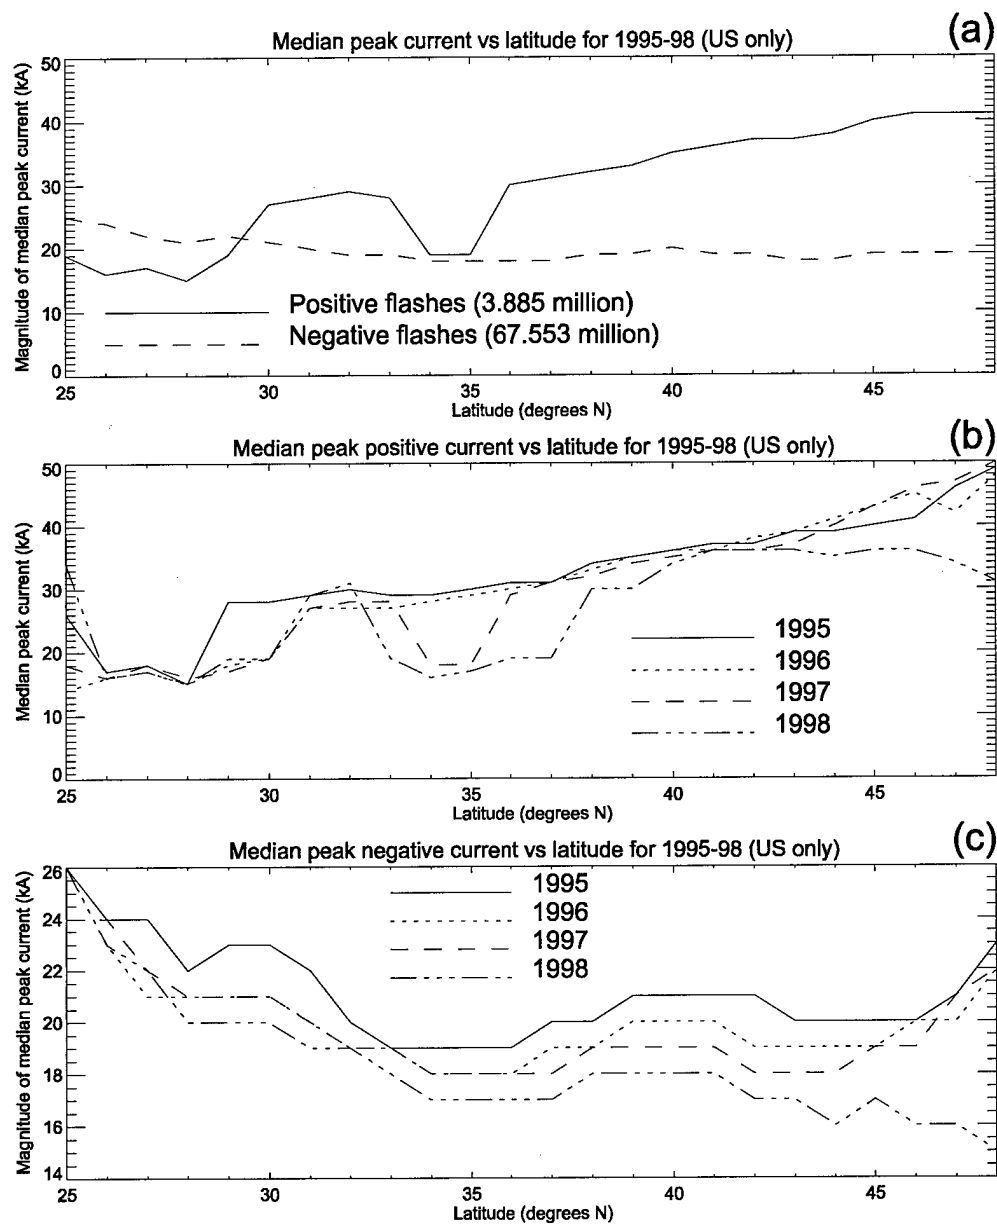 (a)
Median peak current vs latitude for 1995-98 (US only)
Magnitude of median peak current (kA)
50
40
30
20
10
0
Positive flashes (3.885 million)
Negative flashes (67.553 million)
25 30 35 40 45
Latitude (degrees N)
(b)
Median peak positive current vs latitude for 1995-98 (US only)
Median peak current (kA)
50
40
30
20
10
0
1995
1996
1997
1998
25 30 35 40 45
Latitude (degrees N)
(c)
Median peak negative current vs latitude for 1995-98 (US only)
Magnitude of median peak current (kA)
26
24
22
20
18
16
14
1995
1996
1997
1998
25 30 35 40 45
Latitude (degrees N)